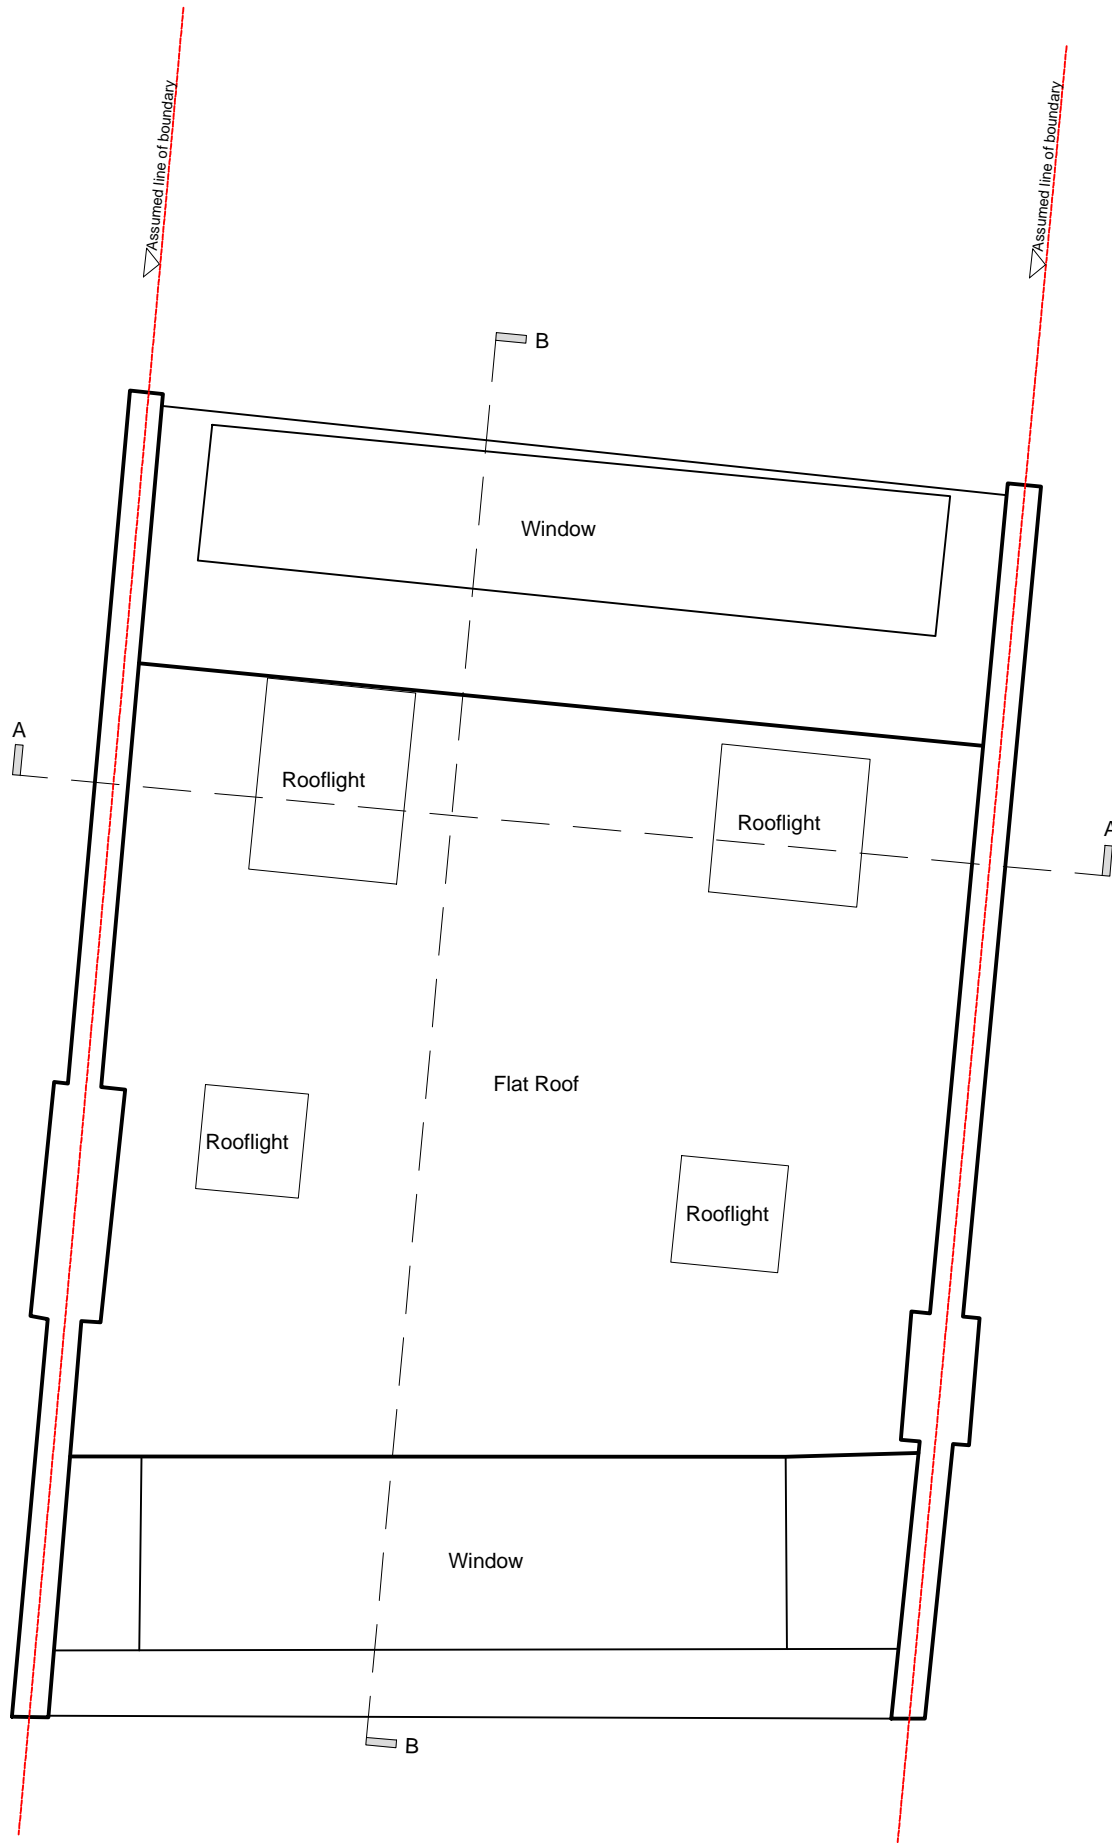 Assumed line of boundary
Assumed line of boundary
B
Window
A
Rooflight
Rooflight
A
Flat Roof
Rooflight
Rooflight
Window
B